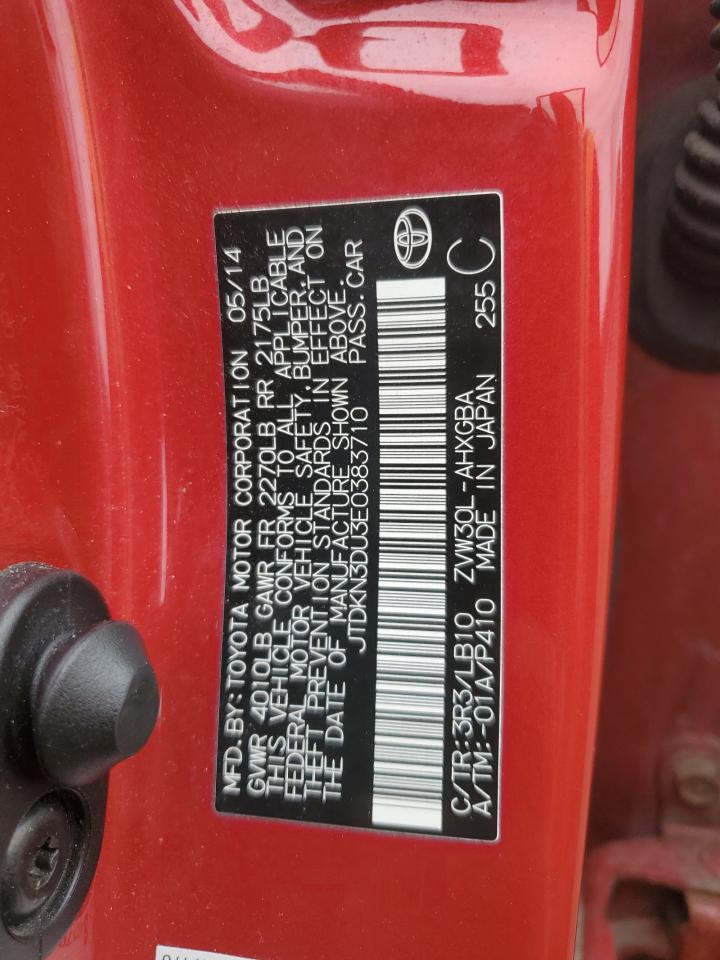 MFD.BY:TOYOTA MOTOR CORPORATION 05/14
GVWR 4010LB GAWR FR 2270LB RR 2175LB
THIS VEHICLE CONFORMS TO ALL APPLICABLE
FEDERAL MOTOR VEHICLE SAFETY,BUMPER,AND
THEFT PREVENTION STANDARDS IN EFFECT ON
THE DATE OF MANUFACTURE SHOWN ABOVE.
JTDKN3DU3E0383710 PASS.CAR
C/TR:3R3/LB10 ZVW30L-AHXGBA
A/TM:-01A/P410 MADE IN JAPAN 255 C